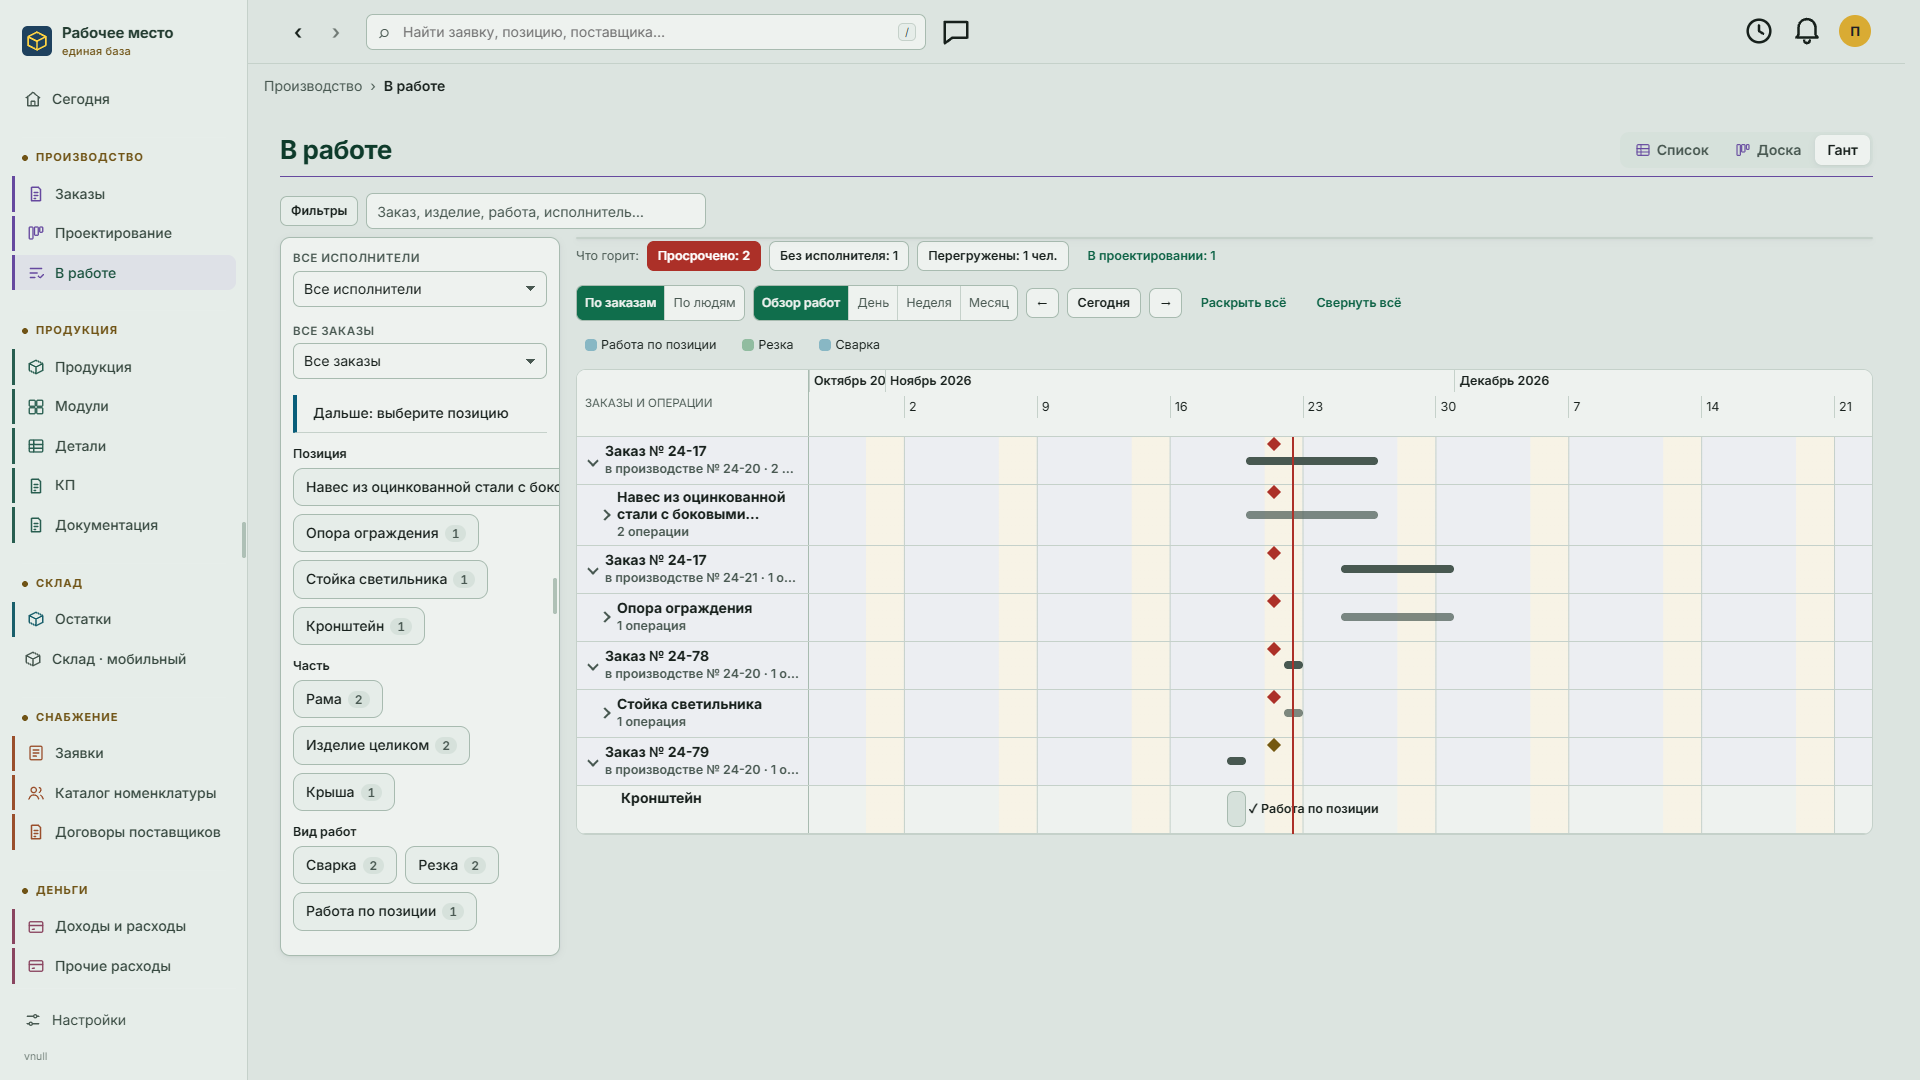 Рабочее место
единая база
Найти заявку, позицию, поставщика...
/
П
Сегодня
ПРОИЗВОДСТВО
Заказы
Проектирование
В работе
ПРОДУКЦИЯ
Продукция
Модули
Детали
КП
Документация
СКЛАД
Остатки
Склад · мобильный
СНАБЖЕНИЕ
Заявки
Каталог номенклатуры
Договоры поставщиков
ДЕНЬГИ
Доходы и расходы
Прочие расходы
Настройки
vnull
Производство › В работе
В работе
Список
Доска
Гант
Фильтры
Заказ, изделие, работа, исполнитель...
ВСЕ ИСПОЛНИТЕЛИ
Все исполнители
ВСЕ ЗАКАЗЫ
Все заказы
Дальше: выберите позицию
Позиция
Навес из оцинкованной стали с боко
Опора ограждения 1
Стойка светильника 1
Кронштейн 1
Часть
Рама 2
Изделие целиком 2
Крыша 1
Вид работ
Сварка 2
Резка 2
Работа по позиции 1
Что горит:
Просрочено: 2
Без исполнителя: 1
Перегружены: 1 чел.
В проектировании: 1
По заказам
По людям
Обзор работ
День
Неделя
Месяц
←
Сегодня
→
Раскрыть всё
Свернуть всё
Работа по позиции
Резка
Сварка
ЗАКАЗЫ И ОПЕРАЦИИ
Октябрь 20
Ноябрь 2026
Декабрь 2026
2
9
16
23
30
7
14
21
Заказ № 24-17
в производстве № 24-20 · 2 ...
Навес из оцинкованной
стали с боковыми...
2 операции
Заказ № 24-17
в производстве № 24-21 · 1 о...
Опора ограждения
1 операция
Заказ № 24-78
в производстве № 24-20 · 1 о...
Стойка светильника
1 операция
Заказ № 24-79
в производстве № 24-20 · 1 о...
Кронштейн
✓ Работа по позиции